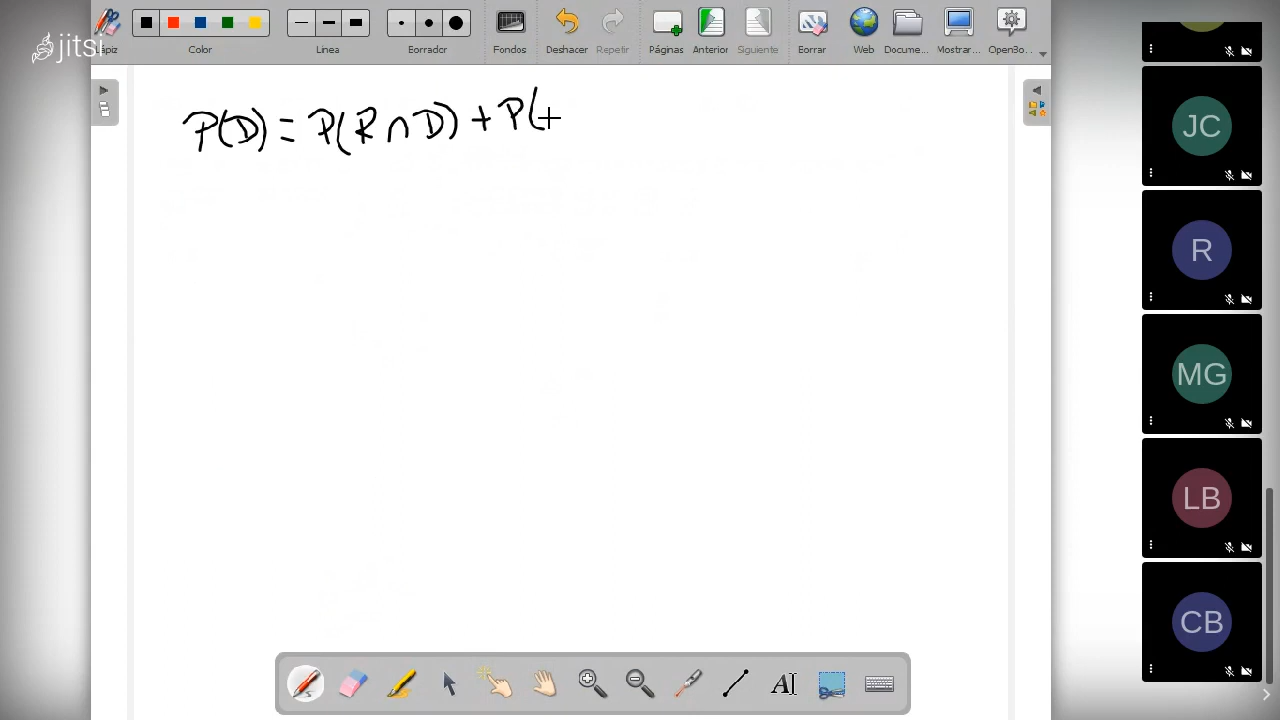 jitsi
Lápiz Color Línea Borrador Fondos Deshacer Repetir Páginas Anterior Siguiente Borrar Web Docume... Mostrar... OpenBo...
P(D) = P(R ∩ D) + P(
JC
R
MG
LB
CB